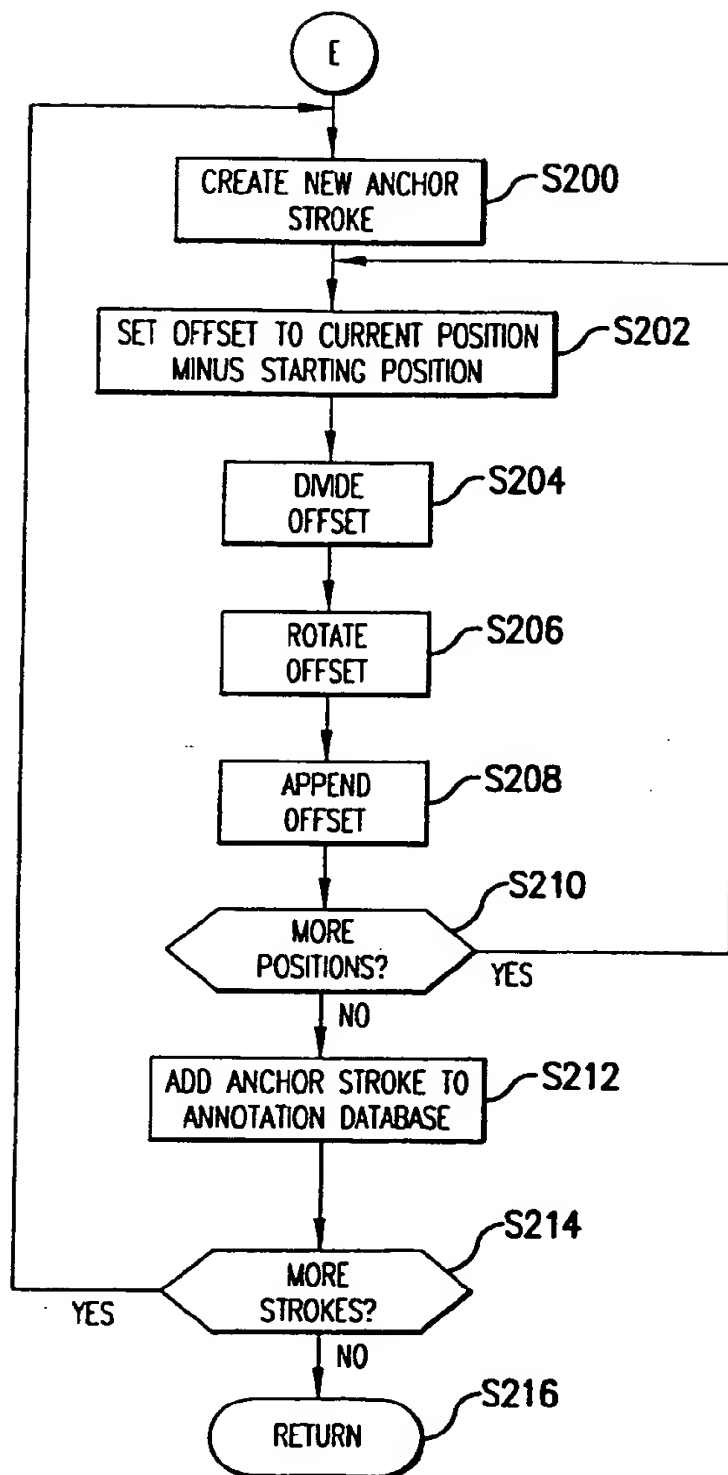 E
CREATE NEW ANCHOR
STROKE
S200
SET OFFSET TO CURRENT POSITION
MINUS STARTING POSITION
S202
DIVIDE
OFFSET
S204
ROTATE
OFFSET
S206
APPEND
OFFSET
S208
MORE
POSITIONS?
S210
YES
NO
ADD ANCHOR STROKE TO
ANNOTATION DATABASE
S212
MORE
STROKES?
S214
YES
NO
RETURN
S216